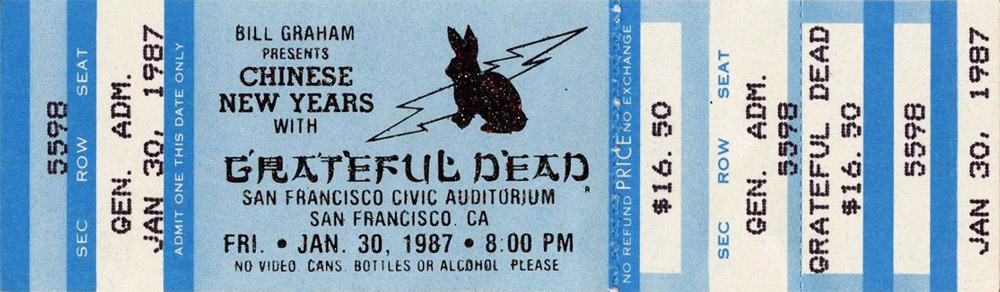 5598
SEC ROW SEAT
GEN. ADM.
JAN 30, 1987
ADMIT ONE THIS DATE ONLY
BILL GRAHAM
PRESENTS
CHINESE
NEW YEARS
WITH
GRATEFUL DEAD
SAN FRANCISCO CIVIC AUDITORIUM
SAN FRANCISCO. CA
FRI. • JAN. 30, 1987 • 8:00 PM
NO VIDEO. CANS. BOTTLES OR ALCOHOL PLEASE
R
NO REFUND PRICE NO EXCHANGE
$16.50
SEC ROW SEAT
GEN. ADM.
5598
GRATEFUL DEAD
$16.50
5598
JAN 30, 1987